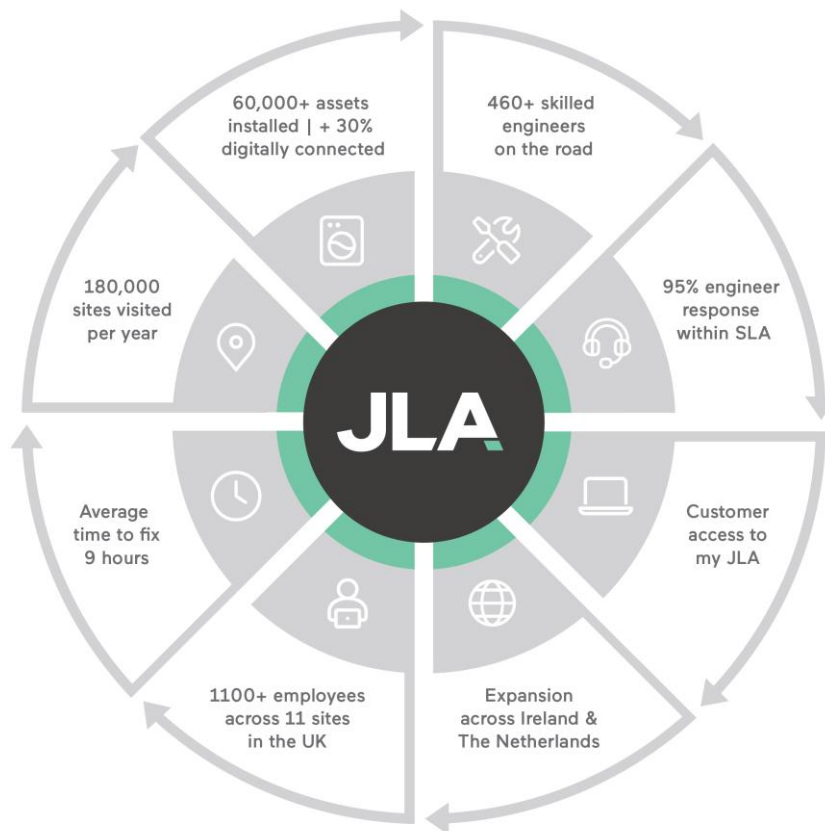 60,000+ assets
installed | + 30%
digitally connected
460+ skilled
engineers
on the road
95% engineer
response
within SLA
Customer
access to
my JLA
Expansion
across Ireland &
The Netherlands
1100+ employees
across 11 sites
in the UK
Average
time to fix
9 hours
180,000
sites visited
per year
JLA